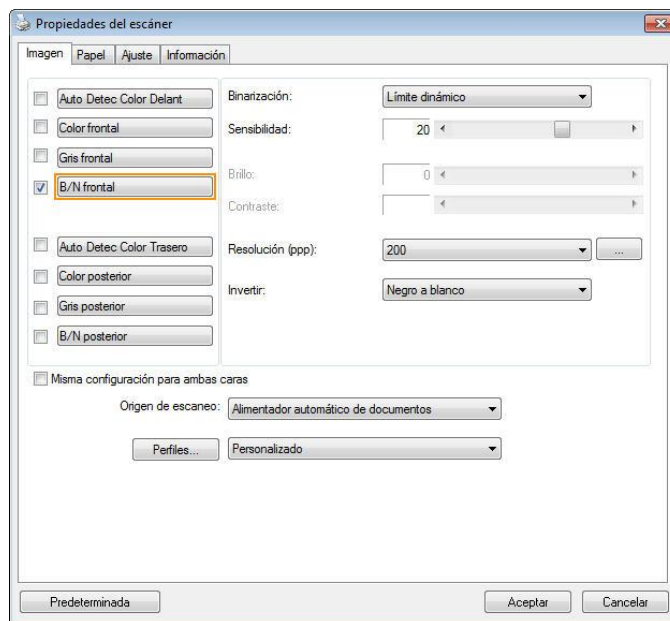 Propiedades del escáner
Imagen Papel Ajuste Información
Auto Detec Color Delant
Color frontal
Gris frontal
B/N frontal
Auto Detec Color Trasero
Color posterior
Gris posterior
B/N posterior
Binarización: Límite dinámico
Sensibilidad: 20
Brillo: 0
Contraste:
Resolución (ppp): 200 ...
Invertir: Negro a blanco
Misma configuración para ambas caras
Origen de escaneo: Alimentador automático de documentos
Perfiles... Personalizado
Predeterminada Aceptar Cancelar